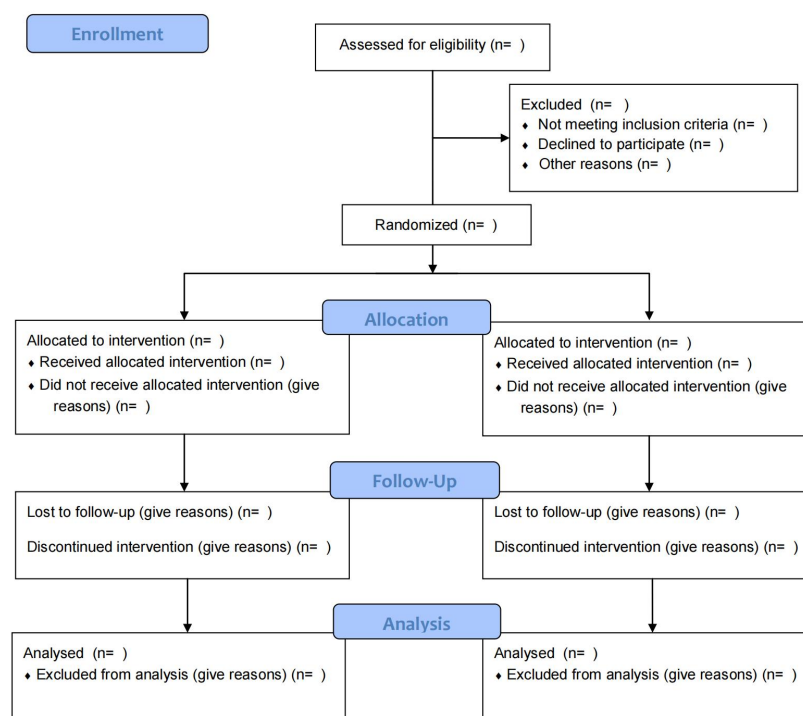 Enrollment
Assessed for eligibility (n=  )
Excluded  (n=  )
♦ Not meeting inclusion criteria (n=  )
♦ Declined to participate (n=  )
♦ Other reasons (n=  )
Randomized (n=  )
Allocation
Allocated to intervention (n=  )
♦ Received allocated intervention (n=  )
♦ Did not receive allocated intervention (give
reasons) (n=  )
Allocated to intervention (n=  )
♦ Received allocated intervention (n=  )
♦ Did not receive allocated intervention (give
reasons) (n=  )
Follow-Up
Lost to follow-up (give reasons) (n=  )
Discontinued intervention (give reasons) (n=  )
Lost to follow-up (give reasons) (n=  )
Discontinued intervention (give reasons) (n=  )
Analysis
Analysed  (n=  )
♦ Excluded from analysis (give reasons) (n=  )
Analysed  (n=  )
♦ Excluded from analysis (give reasons) (n=  )